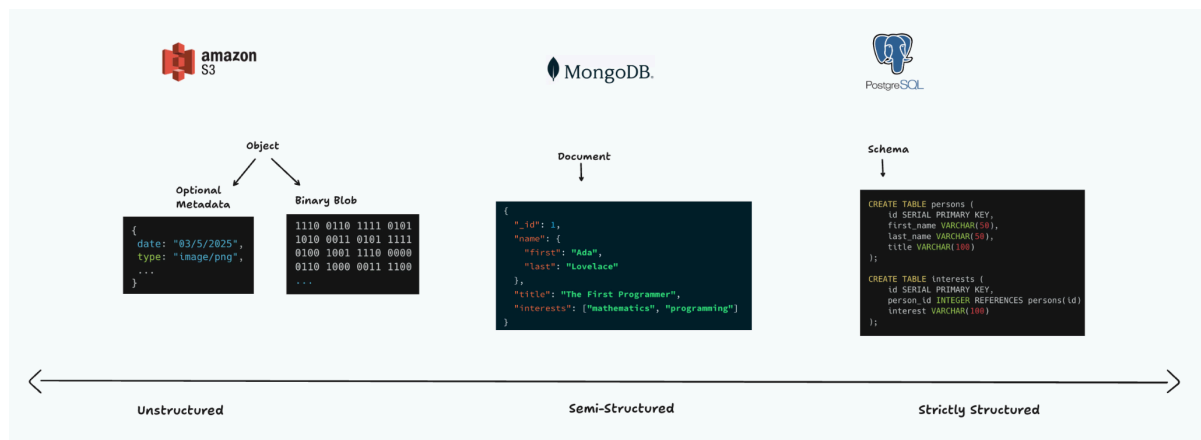 amazon
S3
MongoDB.
PostgreSQL
Object
Optional
Metadata
{
date: "03/5/2025",
type: "image/png",
...
}
Binary Blob
1110 0110 1111 0101
1010 0011 0101 1111
0100 1001 1110 0000
0110 1000 0011 1100
...
Document
{
"_id": 1,
"name": {
"first": "Ada",
"last": "Lovelace"
},
"title": "The First Programmer",
"interests": ["mathematics", "programming"]
}
Schema
CREATE TABLE persons (
id SERIAL PRIMARY KEY,
first_name VARCHAR(50),
last_name VARCHAR(50),
title VARCHAR(100)
);
CREATE TABLE interests (
id SERIAL PRIMARY KEY,
person_id INTEGER REFERENCES persons(id)
interest VARCHAR(100)
);
Unstructured
Semi-Structured
Strictly Structured